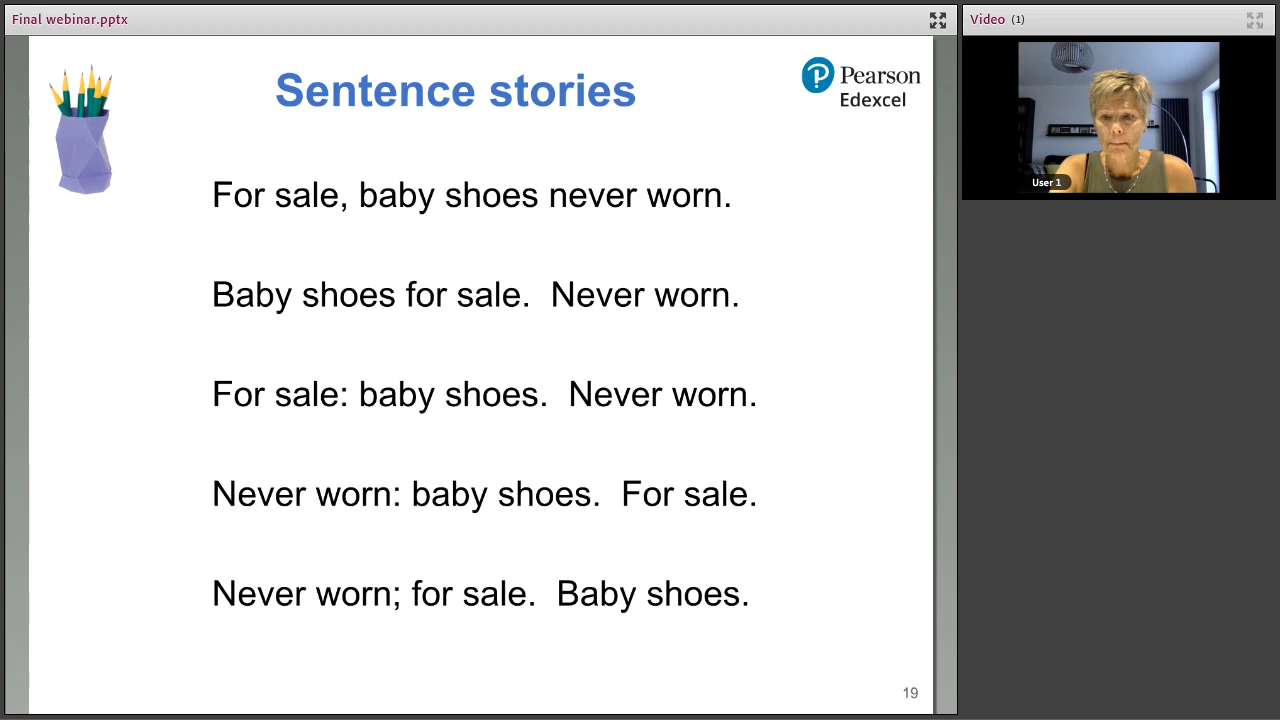 Final webinar.pptx
Video (1)
Sentence stories
Pearson
Edexcel
For sale, baby shoes never worn.
Baby shoes for sale.  Never worn.
For sale: baby shoes.  Never worn.
Never worn: baby shoes.  For sale.
Never worn; for sale.  Baby shoes.
User 1
19